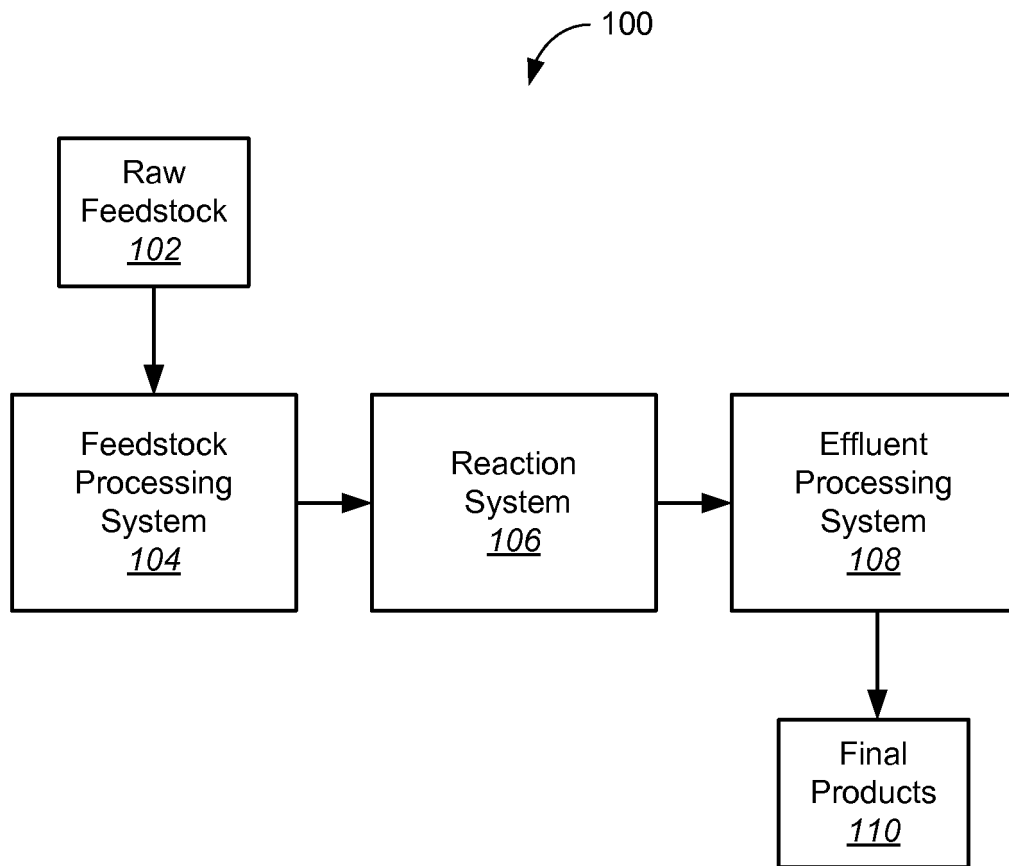 100
Raw
Feedstock
102
Feedstock
Processing
System
104
Reaction
System
106
Effluent
Processing
System
108
Final
Products
110